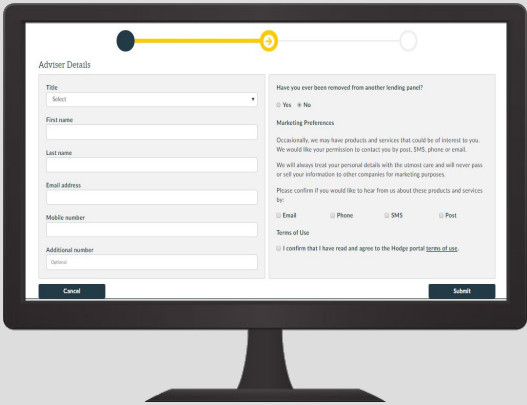 Adviser Details
Title
Select
First name
Last name
Email address
Mobile number
Additional number
Optional
Have you ever been removed from another lending panel?
Yes No
Marketing Preferences
Occasionally, we may have products and services that could be of interest to you.
We would like your permission to contact you by post, SMS, phone or email.
We will always treat your personal details with the utmost care and will never pass
or sell your information to other companies for marketing purposes.
Please confirm if you would like to hear from us about these products and services
by:
Email Phone SMS Post
Terms of Use
I confirm that I have read and agree to the Hodge portal terms of use.
Cancel
Submit